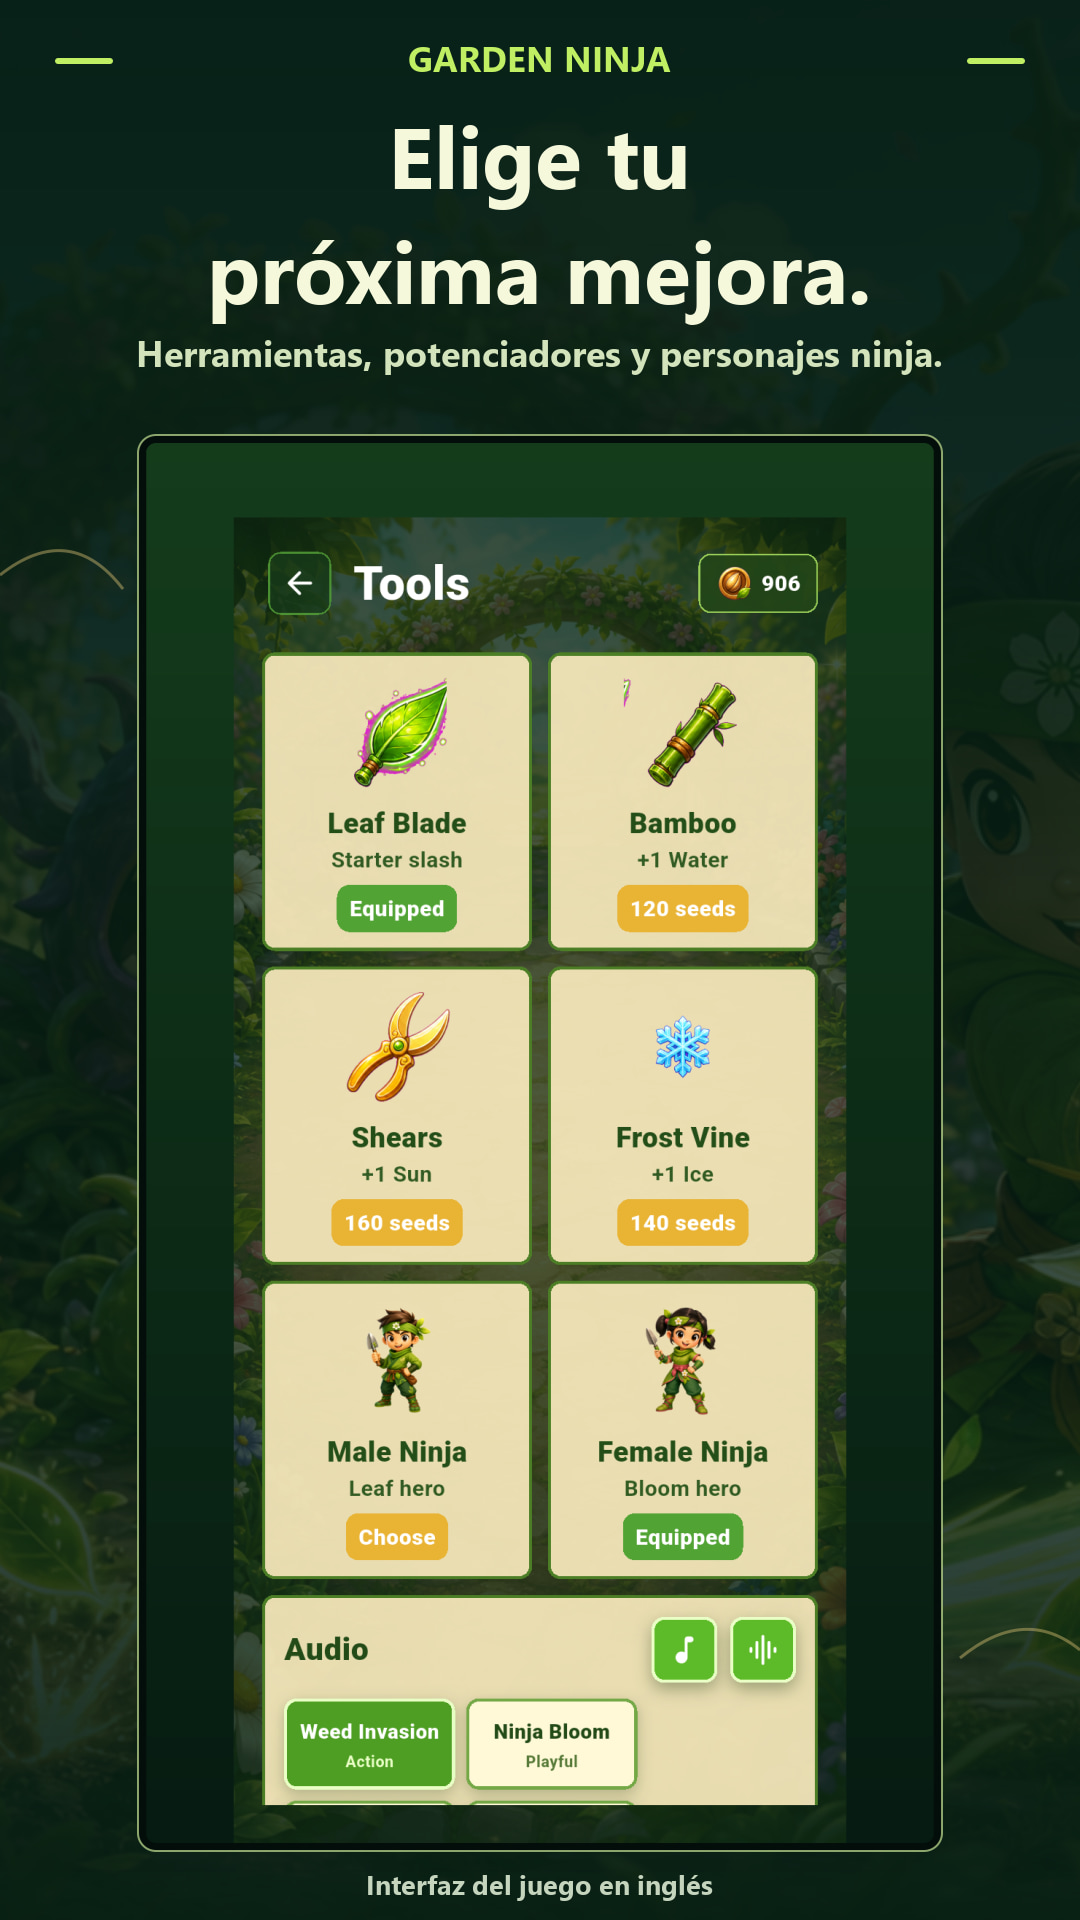 GARDEN NINJA
Elige tu
próxima mejora.
Herramientas, potenciadores y personajes ninja.
Tools
906
Leaf Blade
Starter slash
Equipped
Bamboo
+1 Water
120 seeds
Shears
+1 Sun
160 seeds
Frost Vine
+1 Ice
140 seeds
Male Ninja
Leaf hero
Choose
Female Ninja
Bloom hero
Equipped
Audio
Weed Invasion
Action
Ninja Bloom
Playful
Interfaz del juego en inglés